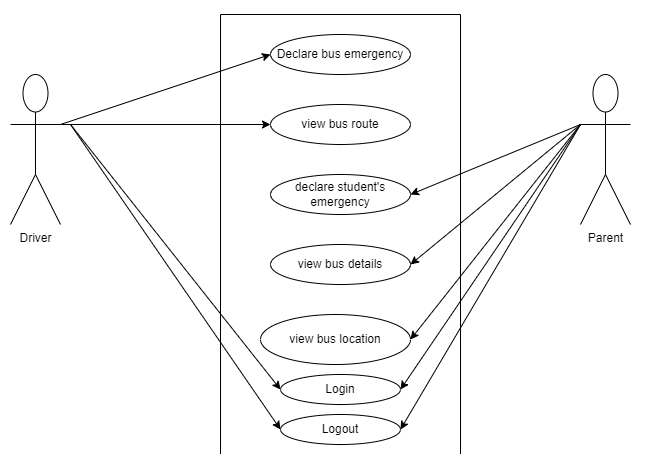 Declare bus emergency
view bus route
declare student's
emergency
Driver
Parent
view bus details
view bus location
Login
Logout